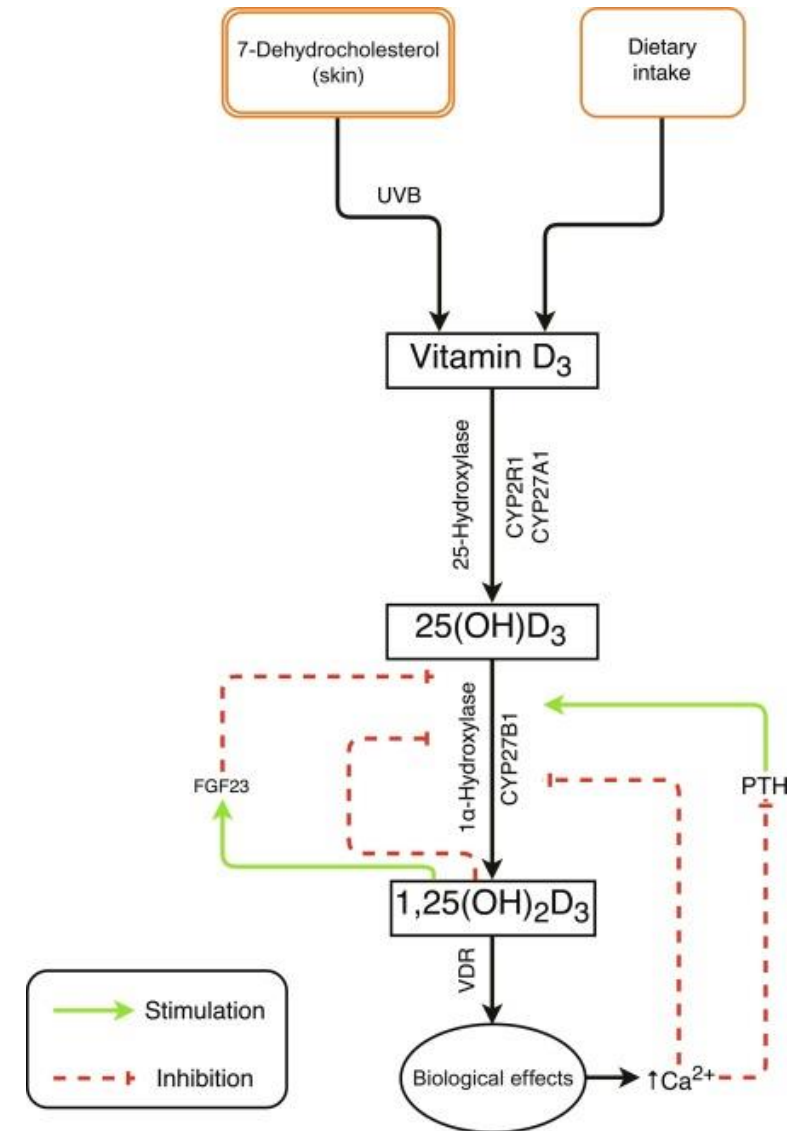 7-Dehydrocholesterol
(skin)
Dietary
intake
UVB
Vitamin D₃
25-Hydroxylase
CYP2R1
CYP27A1
25(OH)D₃
1α-Hydroxylase
CYP27B1
FGF23
PTH
1,25(OH)₂D₃
VDR
Biological effects
↑Ca²⁺
Stimulation
Inhibition